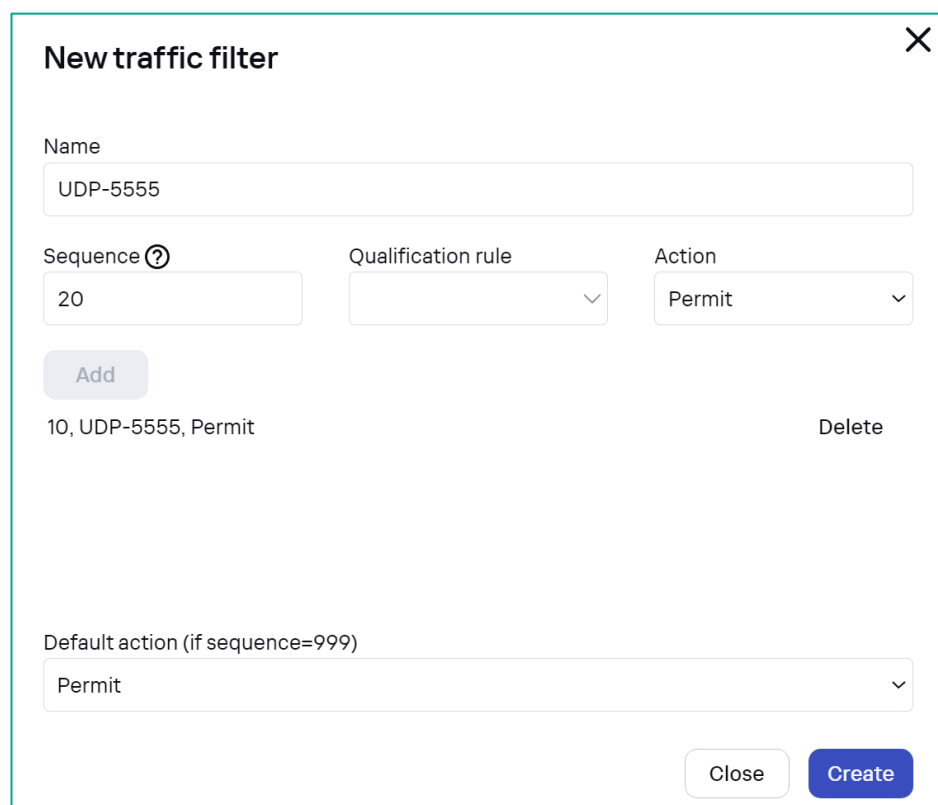 New traffic filter
Name
UDP-5555
Sequence Qualification rule Action
20 Permit
Add
10, UDP-5555, Permit Delete
Default action (if sequence=999)
Permit
Close Create